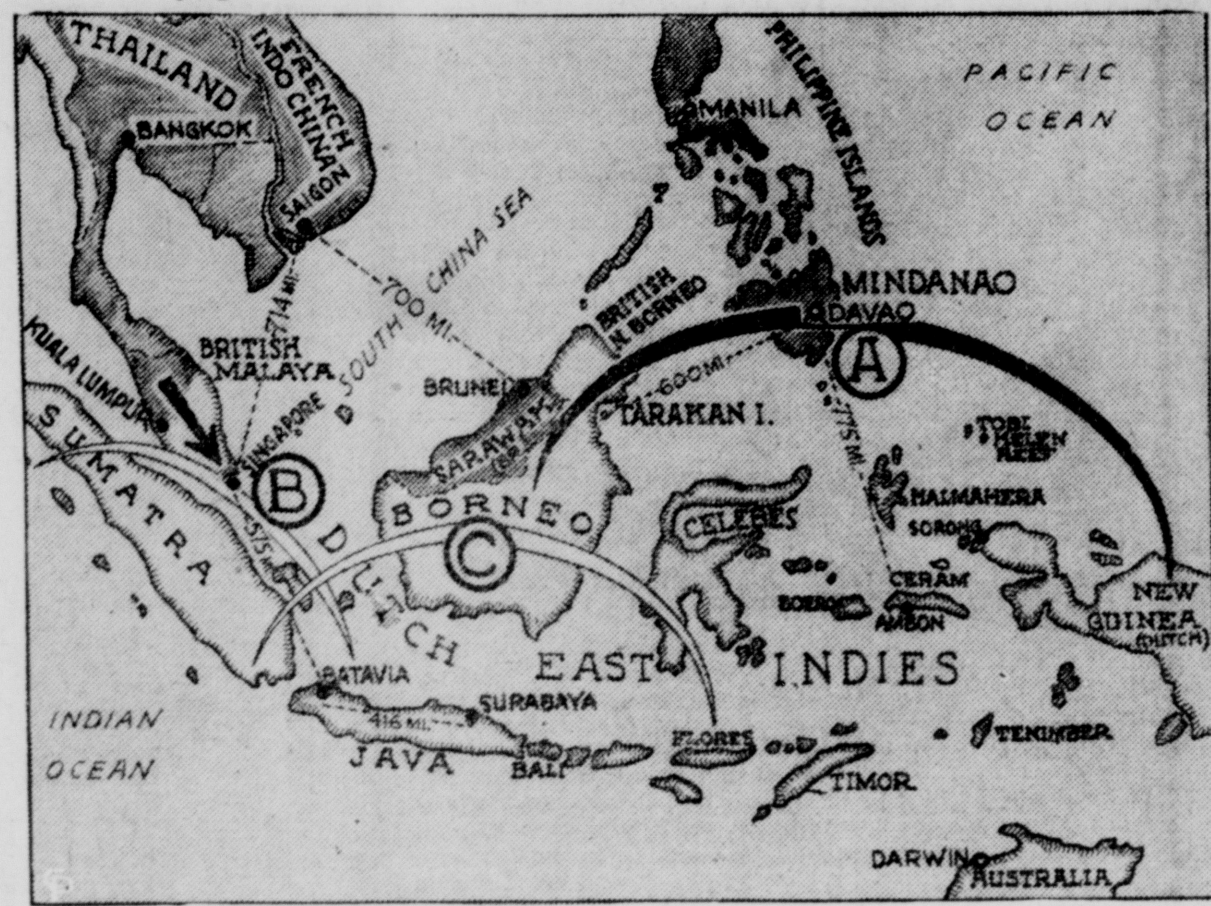 THAILAND
FRENCH
INDO CHINA
BANGKOK
SAIGON
PHILIPPINE ISLANDS
MANILA
PACIFIC
OCEAN
714 MI.
700 MI.
SOUTH CHINA SEA
BRITISH
N. BORNEO
MINDANAO
DAVAO
A
KUALA LUMPUR
BRITISH
MALAYA
BRUNEI
SARAWAK
(BR.)
600 MI.
TARAKAN I.
775 MI.
TOBI
HELEN
REEF
SUMATRA
SINGAPORE
B
BORNEO
C
CELEBES
HALMAHERA
SORONG
575 MI.
DUTCH
EAST INDIES
BOEROE
CERAM
AMBON
NEW
GUINEA
(DUTCH)
BATAVIA
SURABAYA
416 MI.
JAVA
BALI
FLORES
TIMOR
TENIMBER
INDIAN
OCEAN
DARWIN
AUSTRALIA